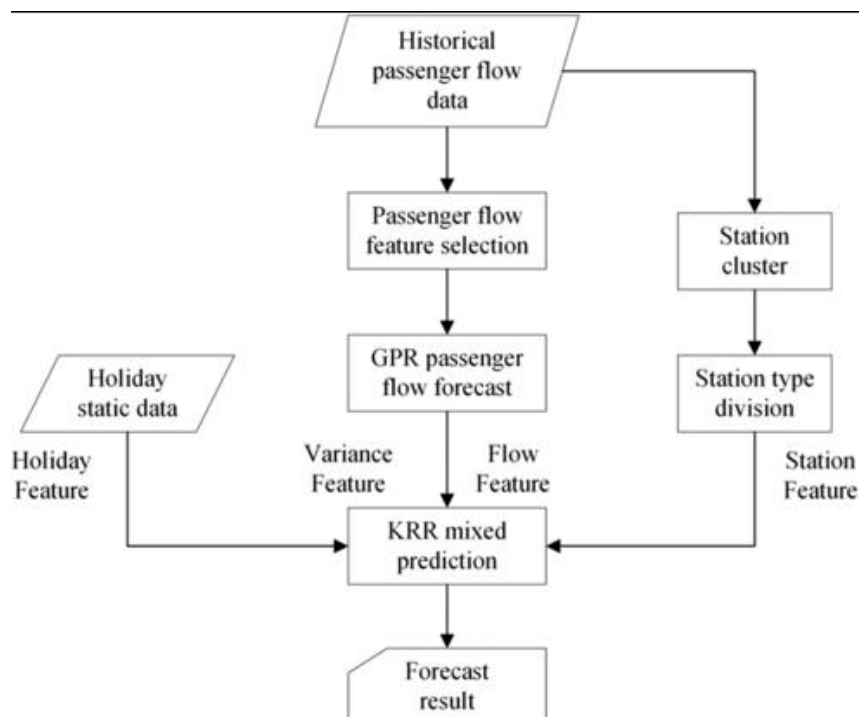 Historical
passenger flow
data
Passenger flow
feature selection
Station
cluster
GPR passenger
flow forecast
Holiday
static data
Station type
division
Holiday
Feature
Variance
Feature
Flow
Feature
Station
Feature
KRR mixed
prediction
Forecast
result